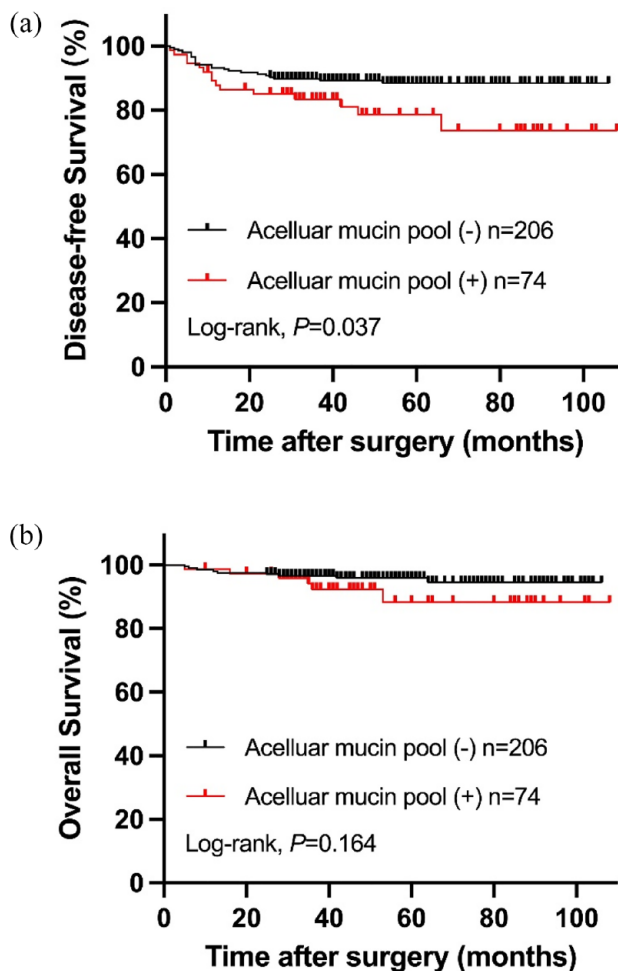 (a)
Disease-free Survival (%)
100
80
60
40
20
0
Acelluar mucin pool (-) n=206
Acelluar mucin pool (+) n=74
Log-rank, P=0.037
0 20 40 60 80 100
Time after surgery (months)
(b)
Overall Survival (%)
100
80
60
40
20
0
Acelluar mucin pool (-) n=206
Acelluar mucin pool (+) n=74
Log-rank, P=0.164
0 20 40 60 80 100
Time after surgery (months)